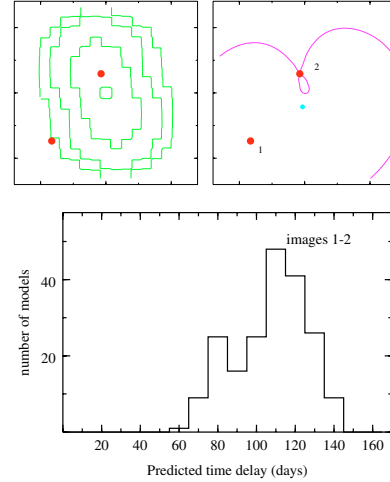 2
1
images 1-2
number of models
40
20
20 40 60 80 100 120 140 160
Predicted time delay (days)